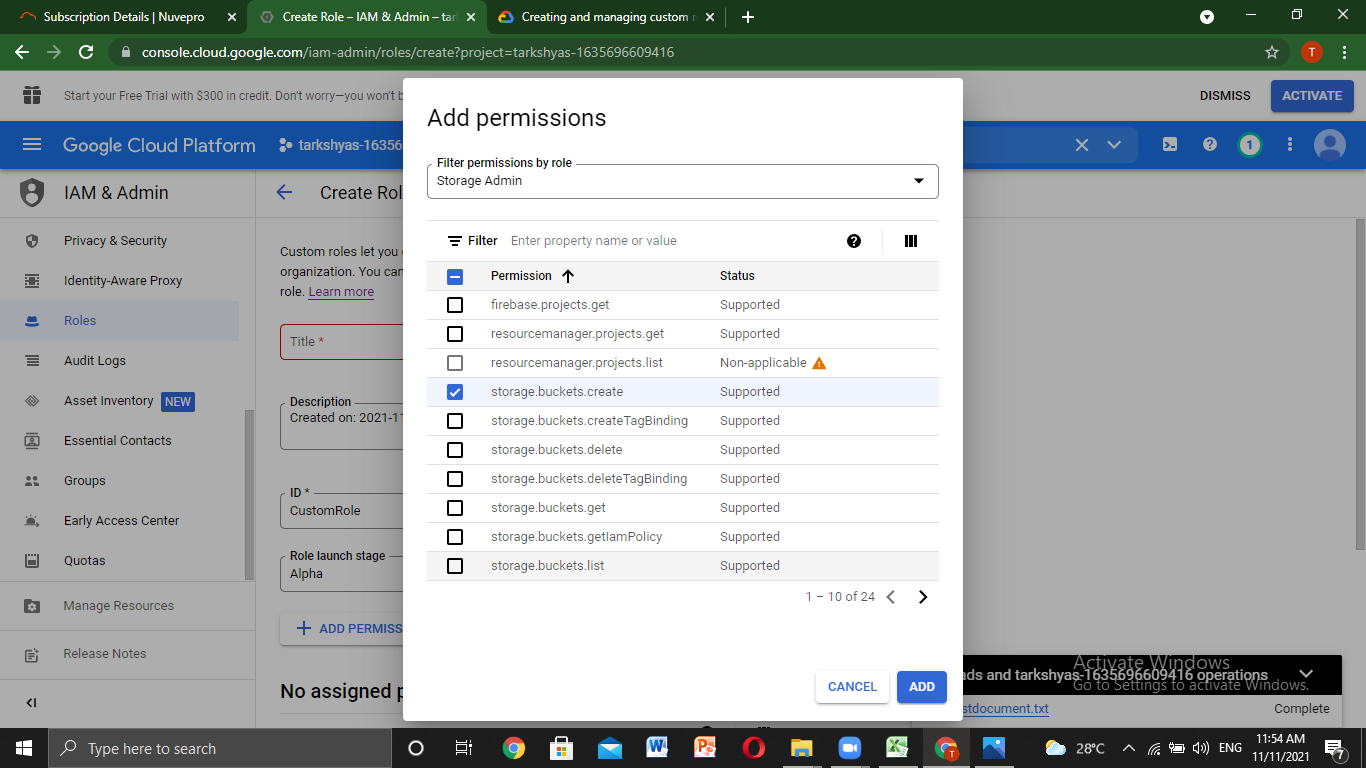 Subscription Details | Nuvepro
Create Role – IAM & Admin – tar
Creating and managing custom r
console.cloud.google.com/iam-admin/roles/create?project=tarkshyas-1635696609416
T
Start your Free Trial with $300 in credit. Don't worry—you won't b
DISMISS
ACTIVATE
Google Cloud Platform
tarkshyas-16356
1
IAM & Admin
Privacy & Security
Identity-Aware Proxy
Roles
Audit Logs
Asset Inventory NEW
Essential Contacts
Groups
Early Access Center
Quotas
Manage Resources
Release Notes
Create Rol
Custom roles let you
organization. You can
role. Learn more
Title *
Description
Created on: 2021-11
ID *
CustomRole
Role launch stage
Alpha
ADD PERMISS
No assigned p
Add permissions
Filter permissions by role
Storage Admin
Filter Enter property name or value
Permission Status
firebase.projects.get Supported
resourcemanager.projects.get Supported
resourcemanager.projects.list Non-applicable
storage.buckets.create Supported
storage.buckets.createTagBinding Supported
storage.buckets.delete Supported
storage.buckets.deleteTagBinding Supported
storage.buckets.get Supported
storage.buckets.getIamPolicy Supported
storage.buckets.list Supported
1 – 10 of 24
CANCEL
ADD
Activate Windows
Go to Settings to activate Windows.
ads and tarkshyas-1635696609416 operations
stdocument.txt Complete
Type here to search
28°C
ENG
11:54 AM
11/11/2021
7